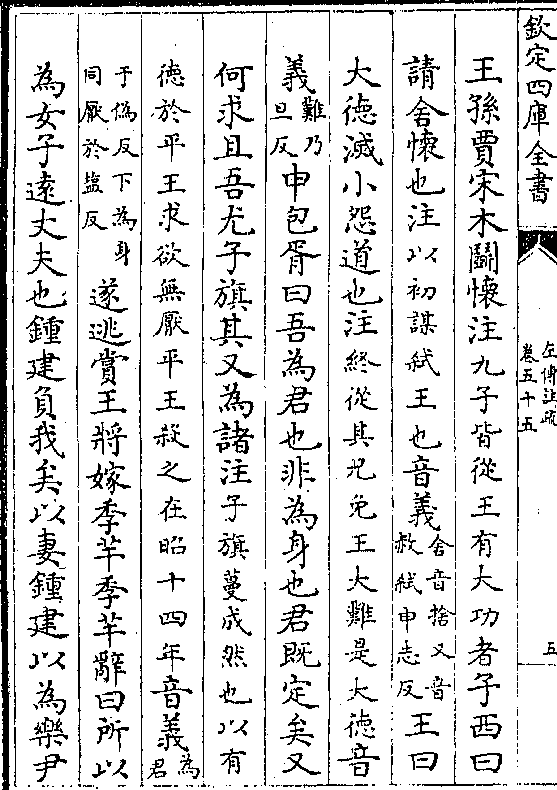 欽定四庫全書
左傳註疏
卷五十五
五
王孫賈宋木鬬懷注九子皆從王有大功者子西曰
請舍懷也注以初謀弑王也音義舍音捨又音
赦弑申志反王曰
大德滅小怨道也注終從其兄免王大難是大德音
義難乃
旦反申包胥曰吾為君也非為身也君既定矣又
何求且吾尤子旗其又為諸注子旗蔓成然也以有
德於平王求欲無厭平王殺之在昭十四年音義為
君
于偽反下為身
同厭於鹽反遂逃賞王將嫁季芊季芊辭曰所以
為女子遠丈夫也鍾建負我矣以妻鍾建以為樂尹